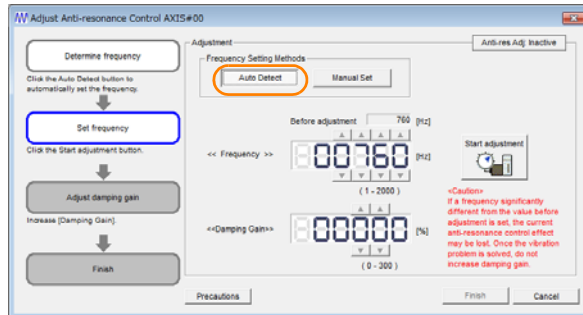 Adjust Anti-resonance Control AXIS#00
Determine frequency
Click the Auto Detect button to
automatically set the frequency.
Set frequency
Click the Start adjustment button.
Adjust damping gain
Increase [Damping Gain].
Finish
Adjustment
Anti-res Adj: Inactive
Frequency Setting Methods
Auto Detect
Manual Set
Before adjustment 760 [Hz]
<< Frequency >> 00760 [Hz]
(1 - 2000)
<<Damping Gain>> 00000 [%]
(0 - 300)
Start adjustment
<Caution>
If a frequency significantly
different from the value before
adjustment is set, the current
anti-resonance control effect
may be lost. Once the vibration
problem is solved, do not
increase damping gain.
Precautions
Finish
Cancel